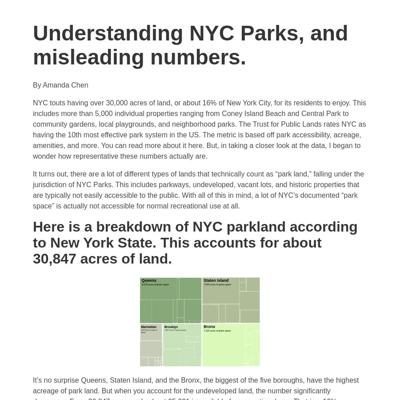 Understanding NYC Parks, and
misleading numbers.
By Amanda Chen
NYC touts having over 30,000 acres of land, or about 16% of New York City, for its residents to enjoy. This
includes more than 5,000 individual properties ranging from Coney Island Beach and Central Park to
community gardens, local playgrounds, and neighborhood parks. The Trust for Public Lands rates NYC as
having the 10th most effective park system in the US. The metric is based off park accessibility, acreage,
amenities, and more. You can read more about it here. But, in taking a closer look at the data, I began to
wonder how representative these numbers actually are.
It turns out, there are a lot of different types of lands that technically count as “park land,” falling under the
jurisdiction of NYC Parks. This includes parkways, undeveloped, vacant lots, and historic properties that
are typically not easily accessible to the public. With all of this in mind, a lot of NYC’s documented “park
space” is actually not accessible for normal recreational use at all.
Here is a breakdown of NYC parkland according
to New York State. This accounts for about
30,847 acres of land.
Queens
Staten Island
Manhattan
Brooklyn
Bronx
It’s no surprise Queens, Staten Island, and the Bronx, the biggest of the five boroughs, have the highest
acreage of park land. But when you account for the undeveloped land, the number significantly